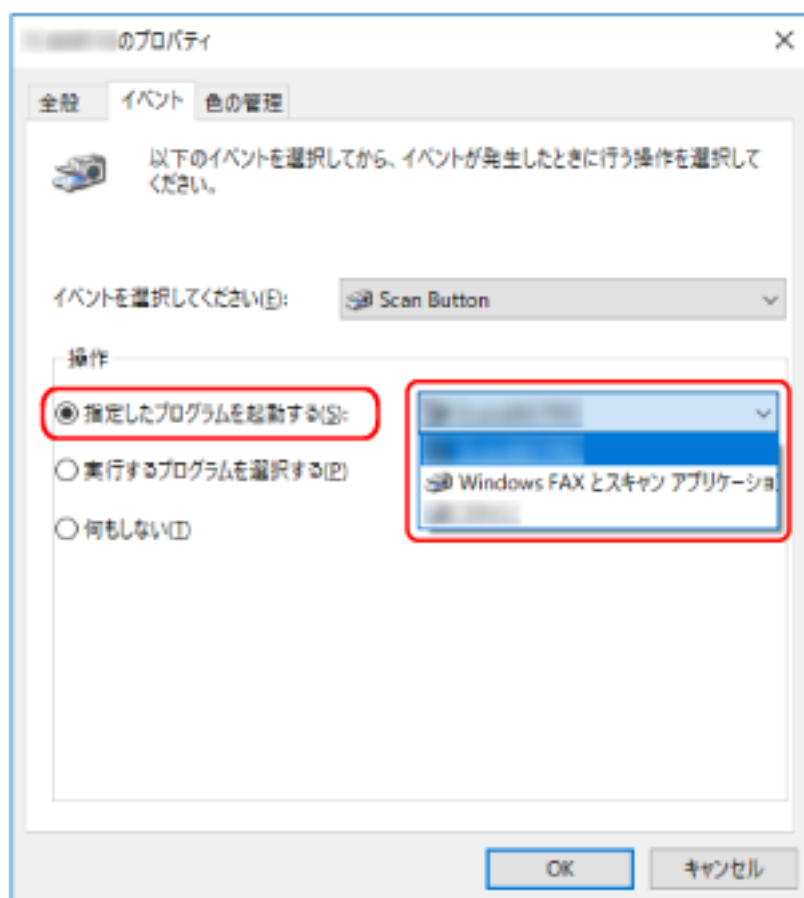 のプロパティ
全般 イベント 色の管理
以下のイベントを選択してから、イベントが発生したときに行う操作を選択して
ください。
イベントを選択してください(E): Scan Button
操作
指定したプログラムを起動する(S):
実行するプログラムを選択する(P)
Windows FAX とスキャン アプリケーショ
何もしない(T)
OK キャンセル